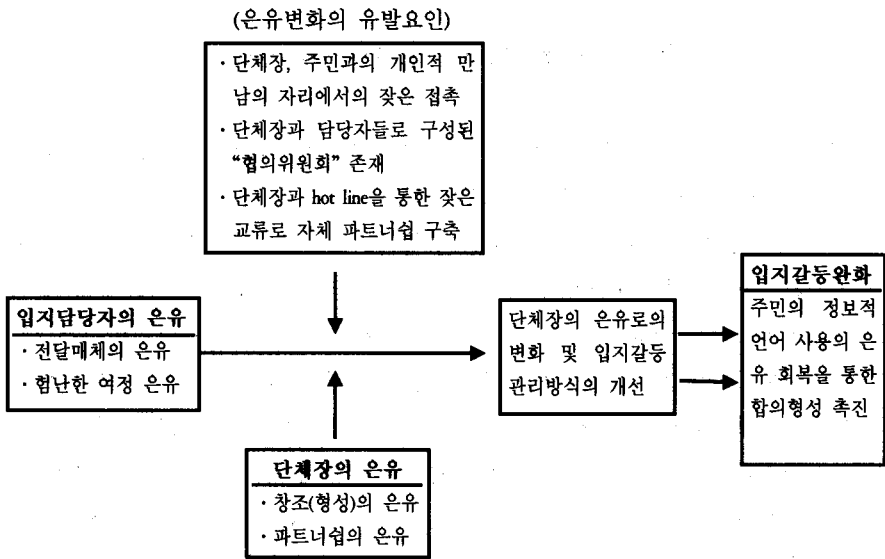 (은유변화의 유발요인)
· 단체장, 주민과의 개인적 만
남의 자리에서의 잦은 접촉
· 단체장과 담당자들로 구성된
“협의위원회” 존재
· 단체장과 hot line을 통한 잦은
교류로 자체 파트너쉽 구축
입지담당자의 은유
· 전달매체의 은유
· 험난한 여정 은유
단체장의 은유로의
변화 및 입지갈등
관리방식의 개선
입지갈등완화
주민의 정보적
언어 사용의 은
유 회복을 통한
합의형성 촉진
단체장의 은유
· 창조(형성)의 은유
· 파트너쉽의 은유